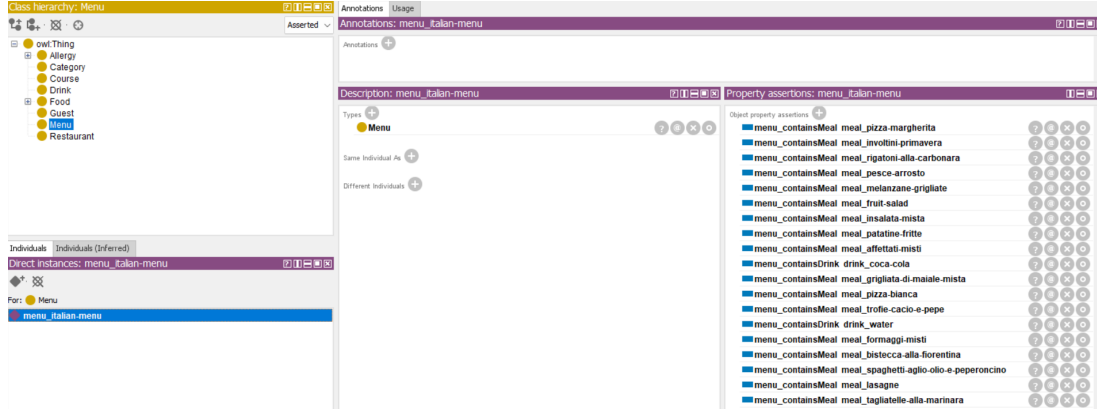 Class hierarchy: Menu
Asserted
owl:Thing
Allergy
Category
Course
Drink
Food
Guest
Menu
Restaurant
Individuals Individuals (Inferred)
Direct instances: menu_italian-menu
For: Menu
menu_italian-menu
Annotations Usage
Annotations: menu_italian-menu
Annotations
Description: menu_italian-menu
Types
Menu
Same Individual As
Different Individuals
Property assertions: menu_italian-menu
Object property assertions
menu_containsMeal meal_pizza-margherita
menu_containsMeal meal_involtini-primavera
menu_containsMeal meal_rigatoni-alla-carbonara
menu_containsMeal meal_pesce-arrosto
menu_containsMeal meal_melanzane-grigliate
menu_containsMeal meal_fruit-salad
menu_containsMeal meal_insalata-mista
menu_containsMeal meal_patatine-fritte
menu_containsMeal meal_affettati-misti
menu_containsDrink drink_coca-cola
menu_containsMeal meal_grigliata-di-maiale-mista
menu_containsMeal meal_pizza-bianca
menu_containsMeal meal_trofie-cacio-e-pepe
menu_containsDrink drink_water
menu_containsMeal meal_formaggi-misti
menu_containsMeal meal_bistecca-alla-fiorentina
menu_containsMeal meal_spaghetti-aglio-olio-e-peperoncino
menu_containsMeal meal_lasagne
menu_containsMeal meal_tagliatelle-alla-marinara